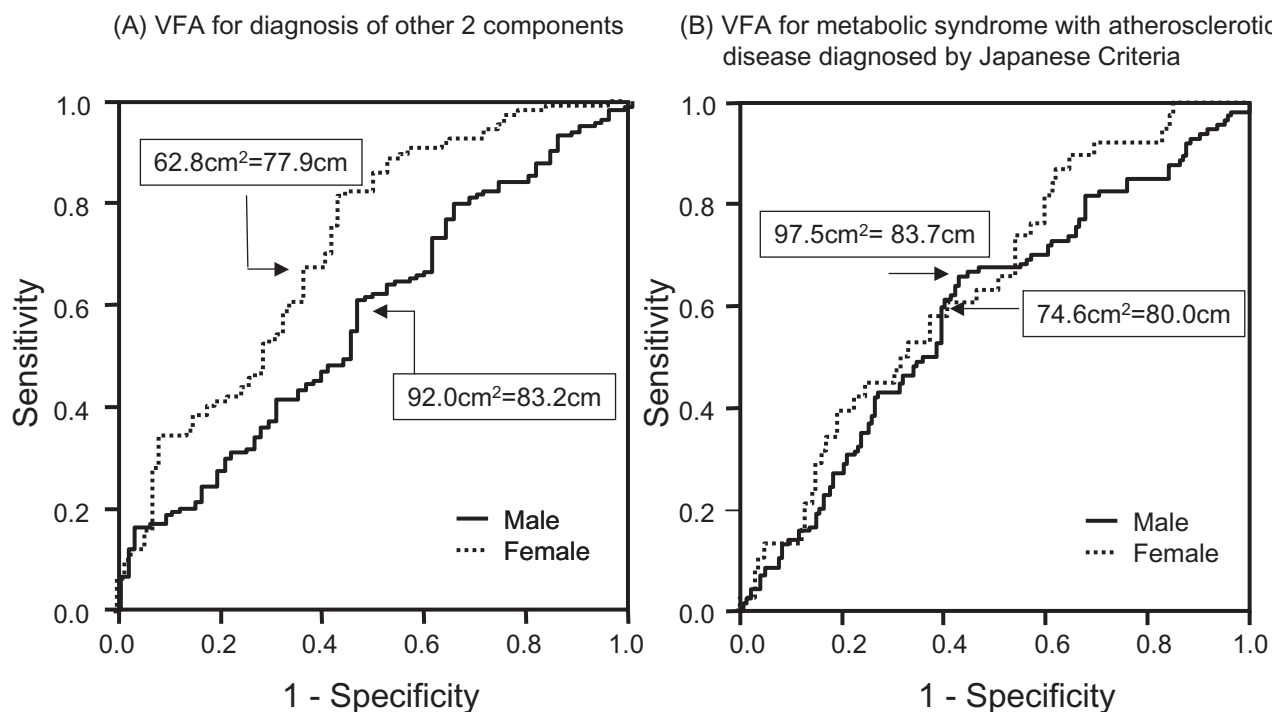 (A) VFA for diagnosis of other 2 components
62.8cm²=77.9cm
92.0cm²=83.2cm
Male
Female
Sensitivity
1.0
0.8
0.6
0.4
0.2
0.0
0.0 0.2 0.4 0.6 0.8 1.0
1 - Specificity
(B) VFA for metabolic syndrome with atherosclerotic
disease diagnosed by Japanese Criteria
97.5cm²= 83.7cm
74.6cm²=80.0cm
Male
Female
Sensitivity
1.0
0.8
0.6
0.4
0.2
0.0
0.0 0.2 0.4 0.6 0.8 1.0
1 - Specificity